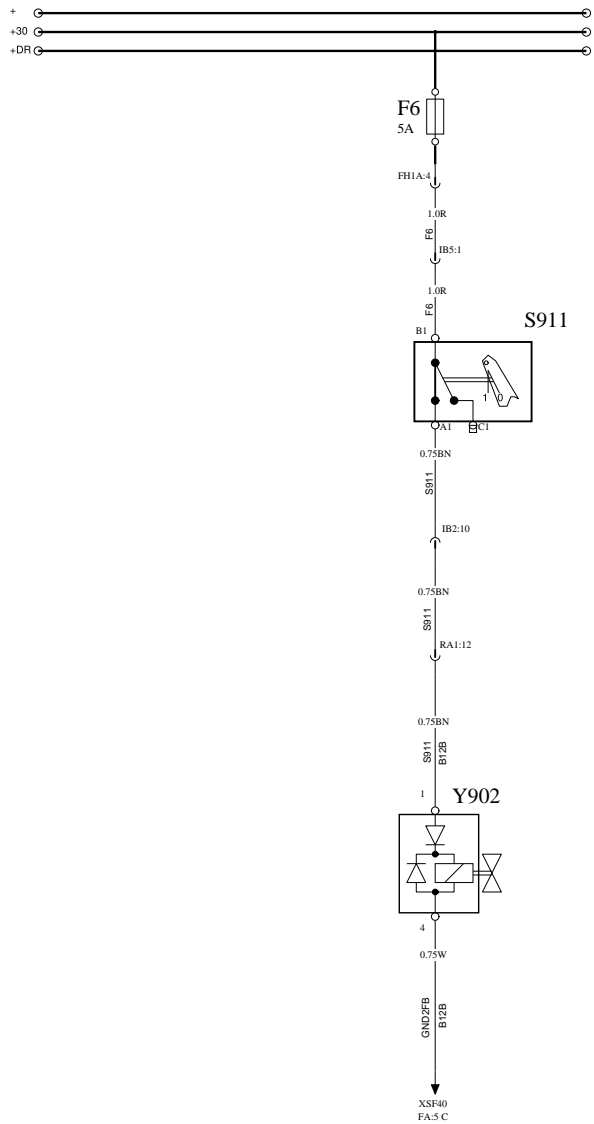 +
+30
+DR
F6
5A
FH1A:4
1.0R
F6
IB5:1
1.0R
F6
S911
B1
1 0
A1 C1
0.75BN
S911
IB2:10
0.75BN
S911
RA1:12
0.75BN
S911
B12B
1
Y902
4
0.75W
GND2FB
B12B
XSF40
FA:5 C